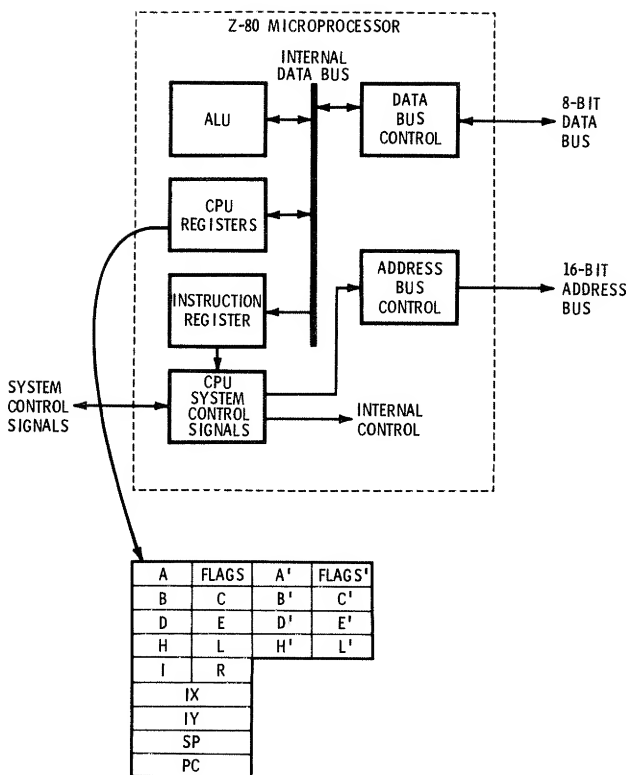 Z-80 MICROPROCESSOR
INTERNAL
DATA BUS
ALU
DATA
BUS
CONTROL
8-BIT
DATA
BUS
CPU
REGISTERS
ADDRESS
BUS
CONTROL
16-BIT
ADDRESS
BUS
INSTRUCTION
REGISTER
SYSTEM
CONTROL
SIGNALS
CPU
SYSTEM
CONTROL
SIGNALS
INTERNAL
CONTROL
A FLAGS A' FLAGS'
B C B' C'
D E D' E'
H L H' L'
I R
IX
IY
SP
PC